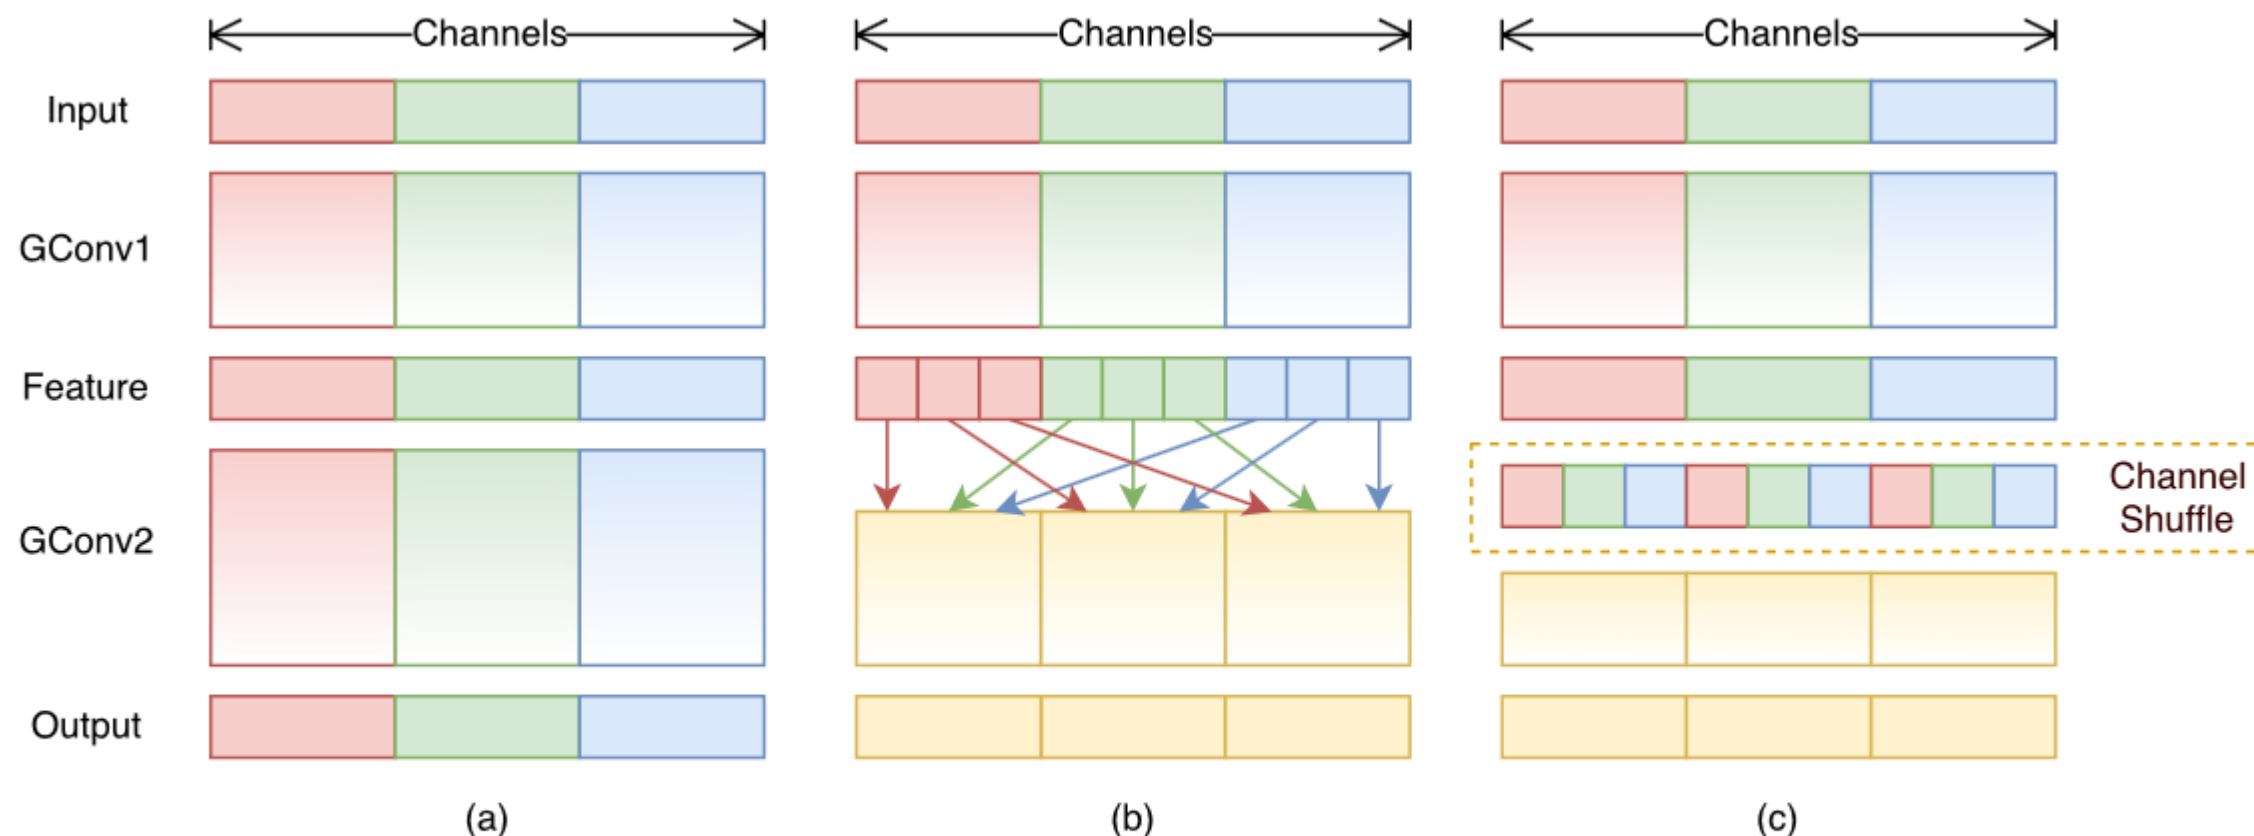 Channels
Channels
Channels
Input
GConv1
Feature
Channel
Shuffle
GConv2
Output
(a)
(b)
(c)